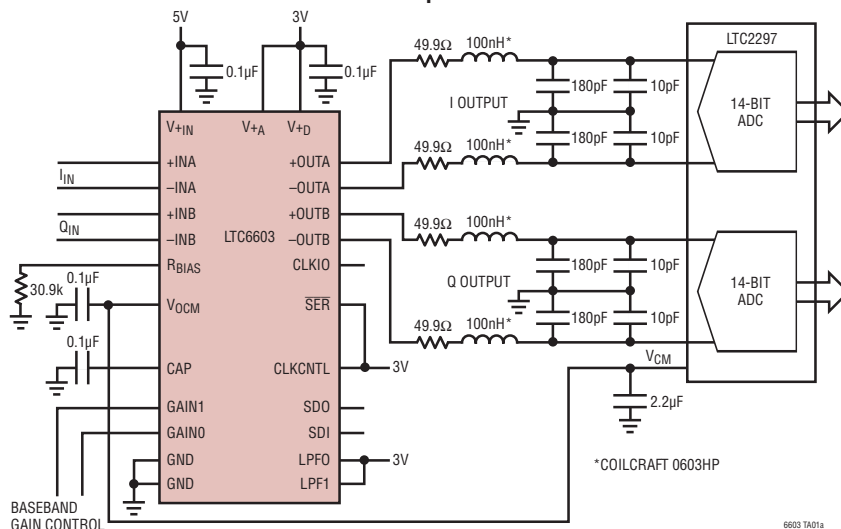 5V
3V
0.1µF
0.1µF
49.9Ω
100nH*
LTC2297
180pF
10pF
I OUTPUT
14-BIT
ADC
180pF
10pF
49.9Ω
100nH*
V+IN
V+A
V+D
+INA
+OUTA
IIN
–INA
–OUTA
+INB
+OUTB
QIN
–INB
LTC6603
–OUTB
RBIAS
CLKIO
30.9k
0.1µF
VOCM
SER
0.1µF
CAP
CLKCNTL
3V
GAIN1
SDO
GAIN0
SDI
GND
LPF0
3V
GND
LPF1
BASEBAND
GAIN CONTROL
49.9Ω
100nH*
180pF
10pF
Q OUTPUT
14-BIT
ADC
180pF
10pF
49.9Ω
100nH*
VCM
2.2µF
*COILCRAFT 0603HP
6603 TA01a